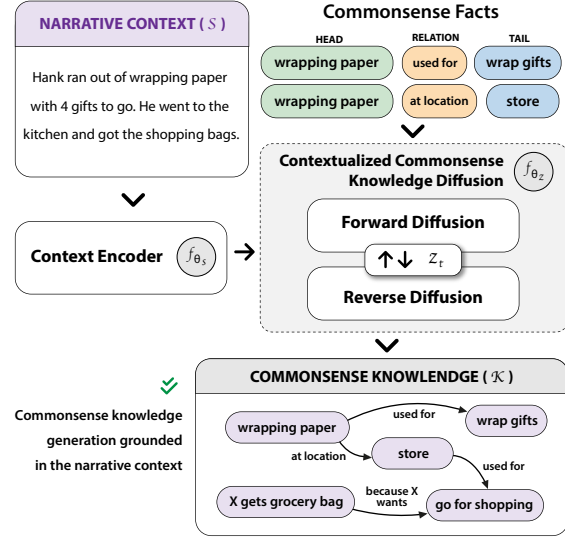 NARRATIVE CONTEXT ( S )
Hank ran out of wrapping paper
with 4 gifts to go. He went to the
kitchen and got the shopping bags.
Commonsense Facts
HEAD RELATION TAIL
wrapping paper used for wrap gifts
wrapping paper at location store
Context Encoder f_θs
Contextualized Commonsense
Knowledge Diffusion f_θz
Forward Diffusion
z_t
Reverse Diffusion
COMMONSENSE KNOWLENDGE ( K )
Commonsense knowledge
generation grounded
in the narrative context
wrapping paper used for wrap gifts
at location store used for
X gets grocery bag because X
wants go for shopping